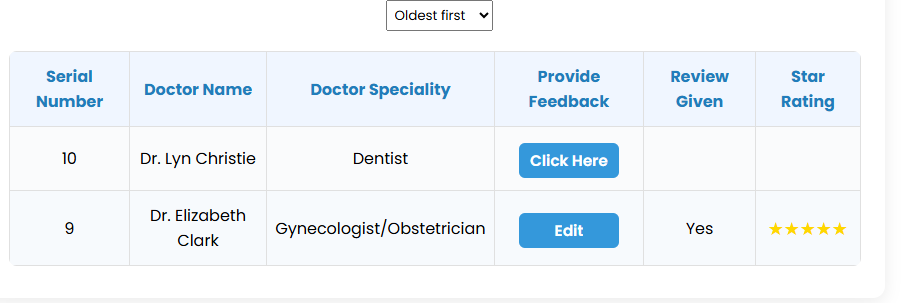 Oldest first
Serial Number Doctor Name Doctor Speciality Provide Feedback Review Given Star Rating
10 Dr. Lyn Christie Dentist Click Here
9 Dr. Elizabeth Clark Gynecologist/Obstetrician Edit Yes ★★★★★